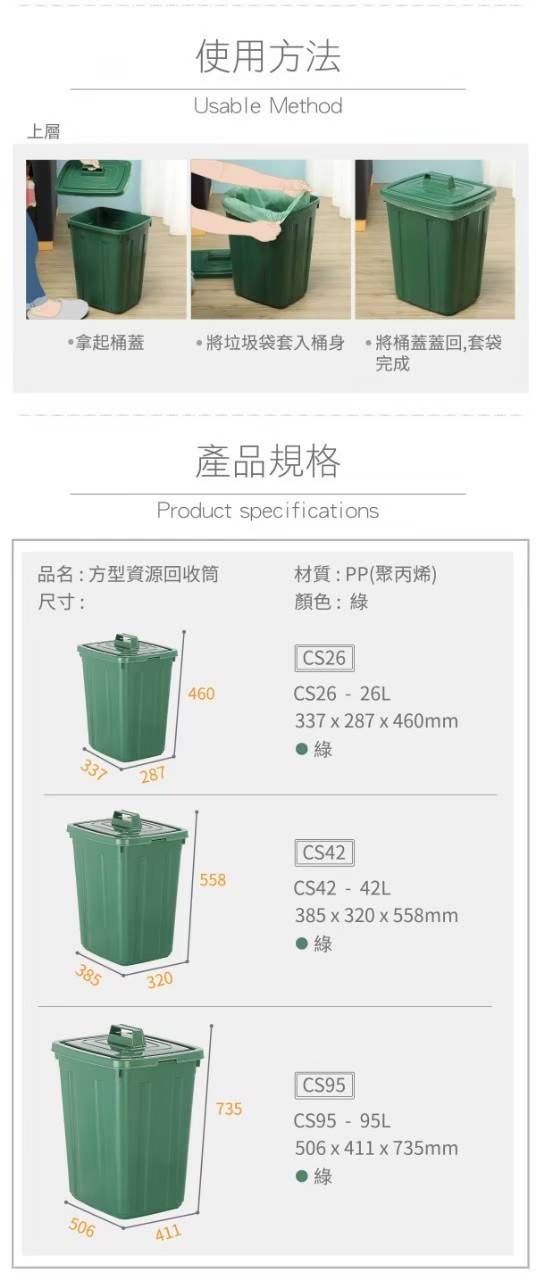 使用方法
Usable Method
上層
•拿起桶蓋
•將垃圾袋套入桶身
•將桶蓋蓋回,套袋
完成
產品規格
Product specifications
品名 : 方型資源回收筒
材質 : PP(聚丙烯)
尺寸 :
顏色 : 綠
460
337
287
CS26
CS26 - 26L
337 x 287 x 460mm
● 綠
558
385
320
CS42
CS42 - 42L
385 x 320 x 558mm
● 綠
735
506
411
CS95
CS95 - 95L
506 x 411 x 735mm
● 綠